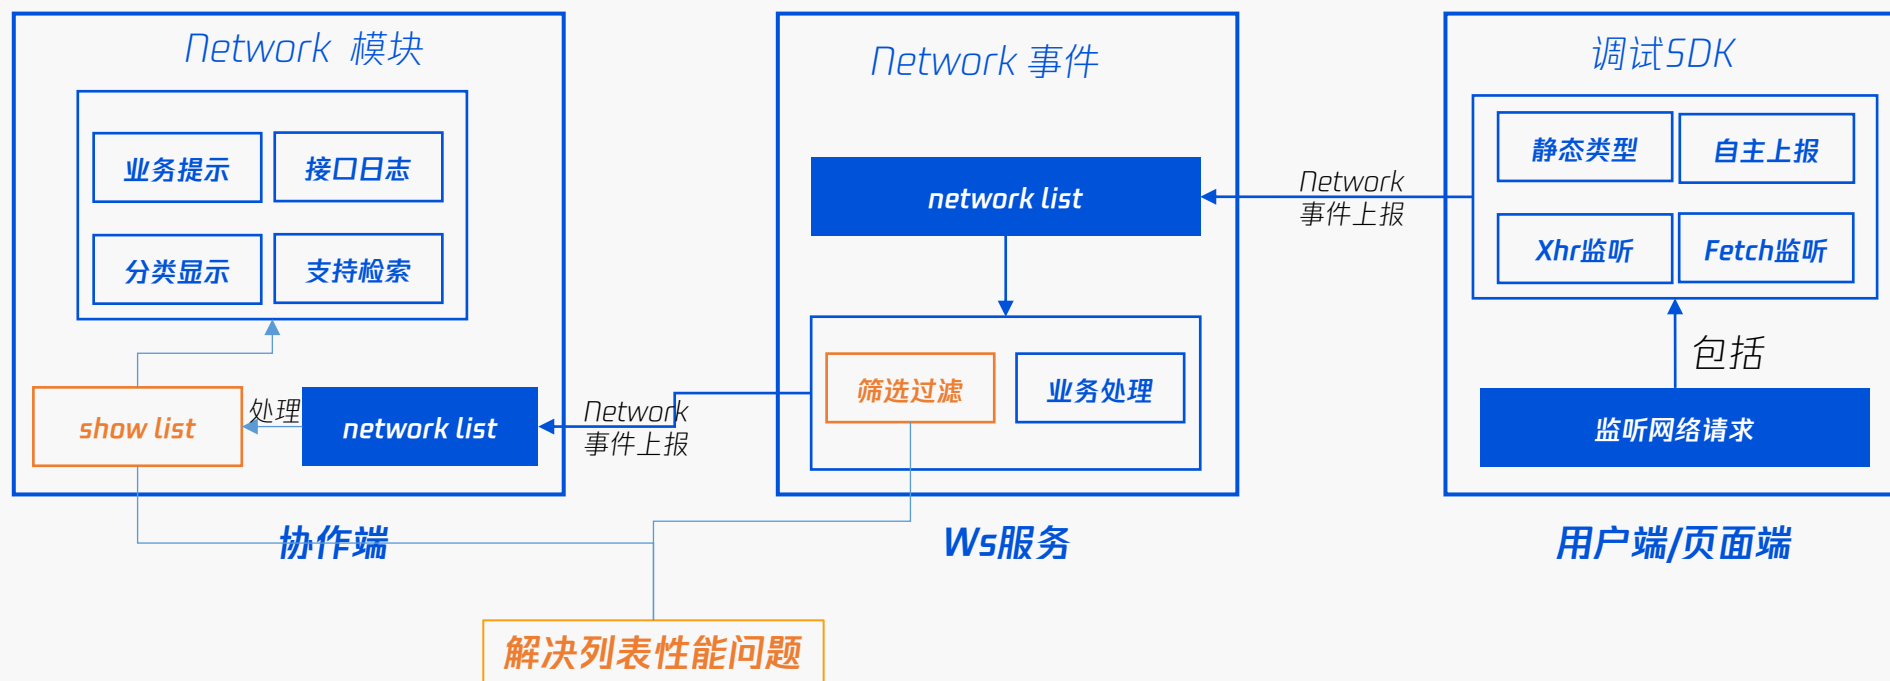 Network 模块
业务提示
接口日志
分类显示
支持检索
show list
处理
network list
协作端
Network
事件上报
Network 事件
network list
筛选过滤
业务处理
Ws服务
Network
事件上报
调试SDK
静态类型
自主上报
Xhr监听
Fetch监听
包括
监听网络请求
用户端/页面端
解决列表性能问题